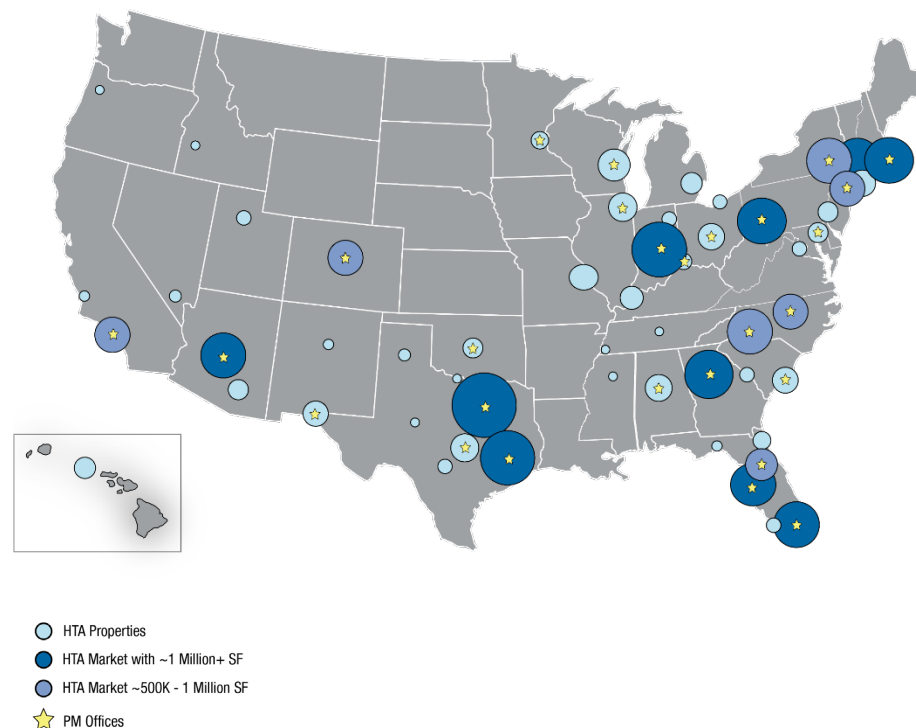 HTA Properties
HTA Market with ~1 Million+ SF
HTA Market ~500K - 1 Million SF
PM Offices